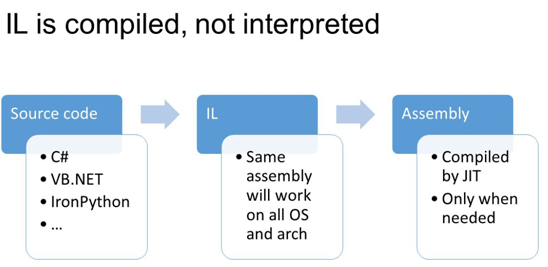 IL is compiled, not interpreted
Source code
• C#
• VB.NET
• IronPython
• ...
IL
• Same
assembly
will work
on all OS
and arch
Assembly
• Compiled
by JIT
• Only when
needed